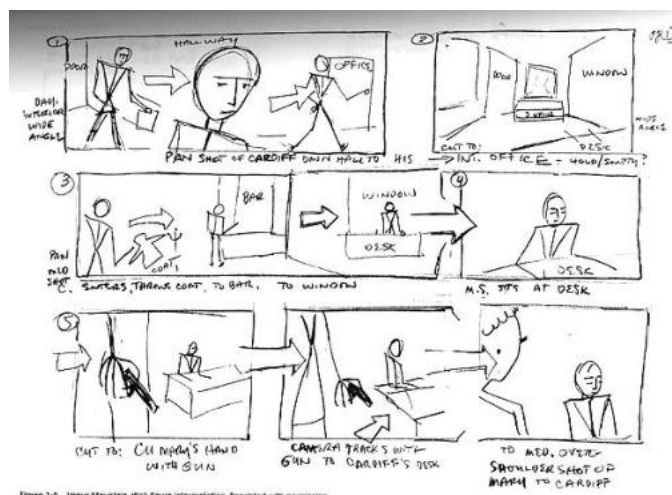 1
HALLWAY
DOOR
OFFICE
DAY.
INTERIOR
WIDE
ANGLE
PAN SHOT OF CARDIFF DOWN HALL TO HIS
2
DOOR
WINDOW
DESK
CUT TO:
INT. OFFICE - HOLD/EMPTY?
3
BAR
WINDOW
DESK
COAT
PAN
MED
SHOT
C. ENTERS, THROWS COAT, TO BAR, TO WINDOW
4
DESK
M.S. SITS AT DESK
5
CUT TO: CU MARY'S HAND
WITH GUN
CAMERA TRACKS WITH
GUN TO CARDIFF'S DESK
TO MED. OVER
SHOULDER SHOT OF
MARY TO CARDIFF